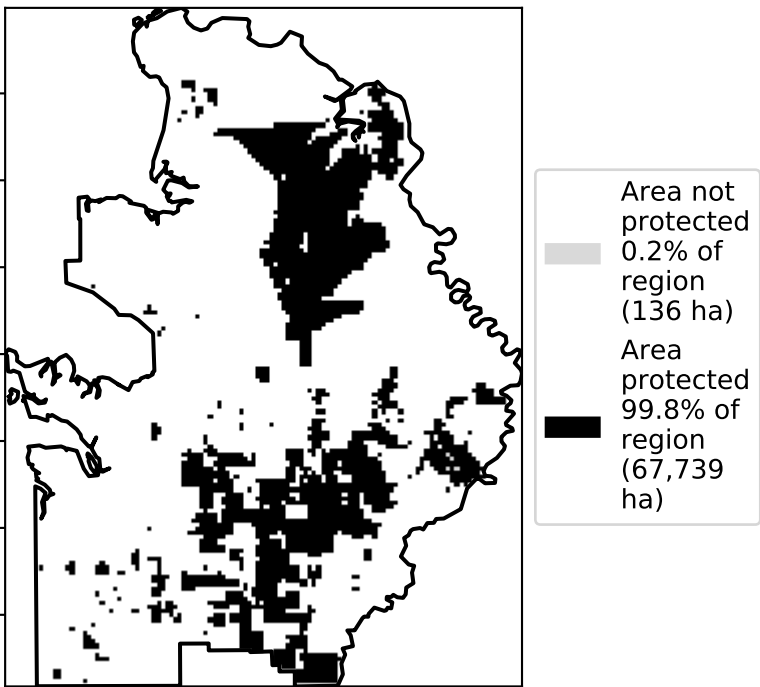 Area not
protected
0.2% of
region
(136 ha)
Area
protected
99.8% of
region
(67,739
ha)